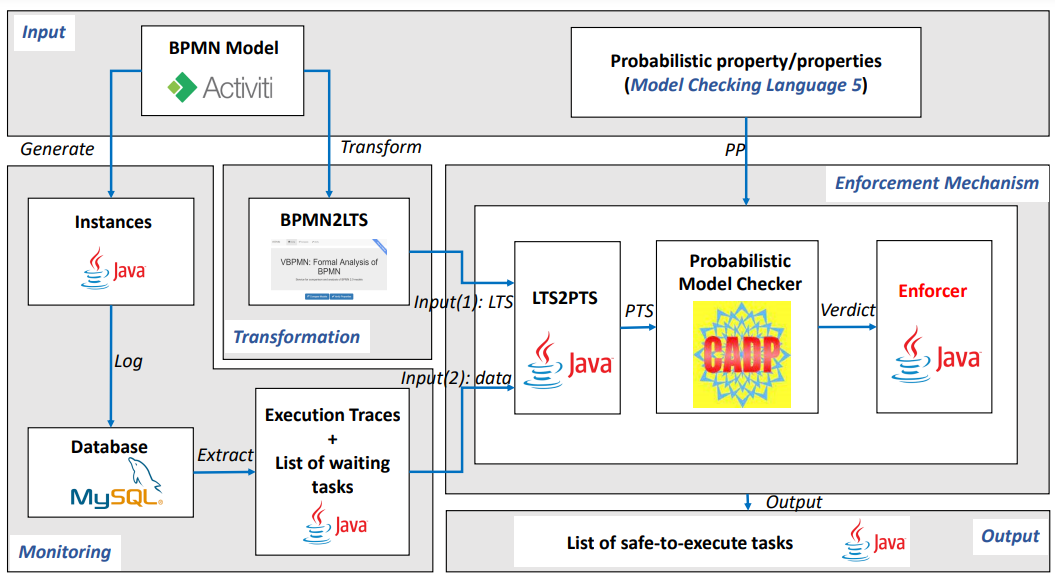 Input
BPMN Model
Activiti
Probabilistic property/properties
(Model Checking Language 5)
Generate
Transform
PP
Enforcement Mechanism
Instances
Java
BPMN2LTS
VBPMN: Formal Analysis of
BPMN
Input(1): LTS
Transformation
LTS2PTS
Java
PTS
Probabilistic
Model Checker
CADP
Verdict
Enforcer
Java
Log
Input(2): data
Execution Traces
+
List of waiting
tasks
Java
Database
MySQL
Extract
Monitoring
Output
List of safe-to-execute tasks
Java
Output